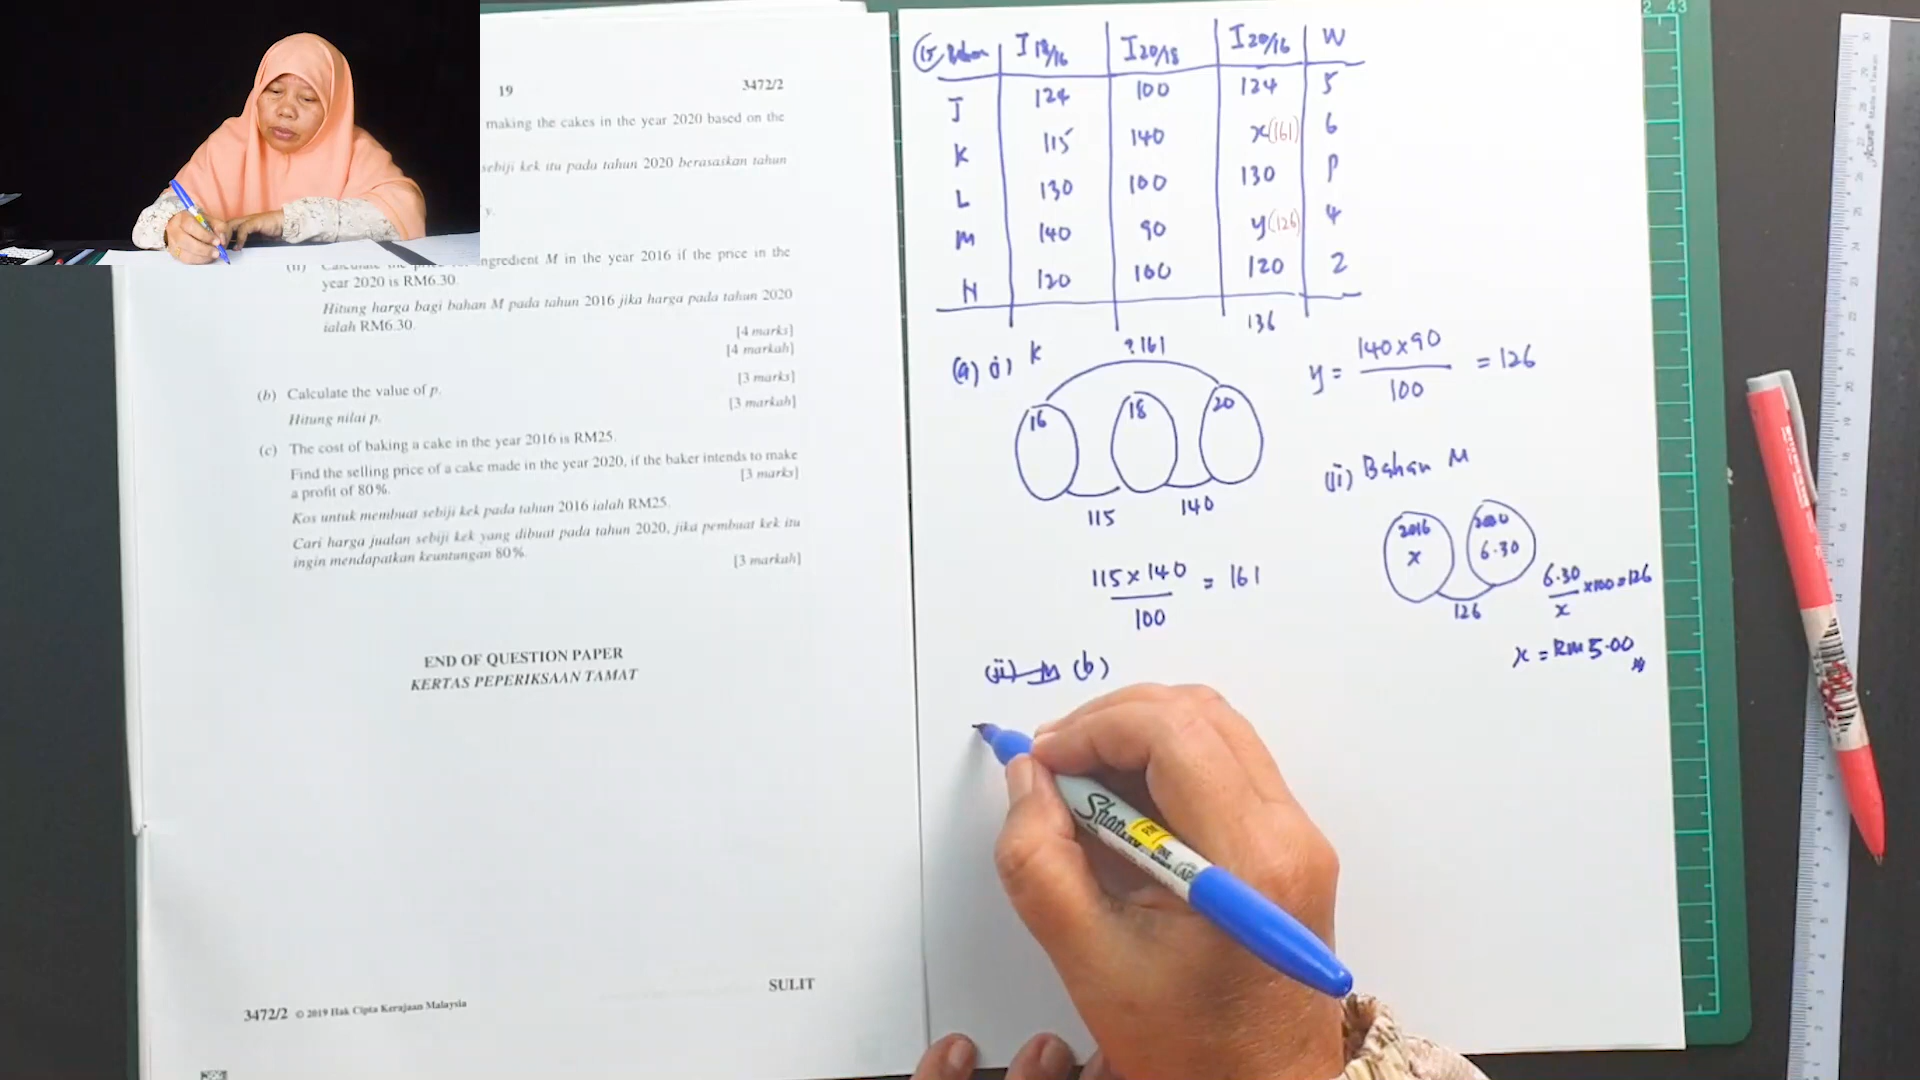 19 3472/2
making the cakes in the year 2020 based on the
sebiji kek itu pada tahun 2020 berasaskan tahun
y.
ingredient M in the year 2016 if the price in the
year 2020 is RM6.30.
Hitung harga bagi bahan M pada tahun 2016 jika harga pada tahun 2020
ialah RM6.30.
[4 marks]
[4 markah]
[3 marks]
(b) Calculate the value of p.
[3 markah]
Hitung nilai p.
(c) The cost of baking a cake in the year 2016 is RM25.
Find the selling price of a cake made in the year 2020, if the baker intends to make
a profit of 80%.
[3 marks]
Kos untuk membuat sebiji kek pada tahun 2016 ialah RM25.
Cari harga jualan sebiji kek yang dibuat pada tahun 2020, jika pembuat kek itu
ingin mendapatkan keuntungan 80%.
[3 markah]
END OF QUESTION PAPER
KERTAS PEPERIKSAAN TAMAT
SULIT
3472/2 © 2019 Hak Cipta Kerajaan Malaysia
15 Bahan I 18/16 I 20/18 I 20/16 W
J 124 100 124 5
K 115 140 x(161) 6
L 130 100 130 P
M 140 90 y(126) 4
N 120 100 120 2
136
(a) (i) K
? 161
16 18 20
115 140
115 x 140 / 100 = 161
y = 140 x 90 / 100 = 126
(ii) Bahan M
2016 x
2020 6.30
126
6.30 / x x 100 = 126
x = RM 5.00
(ii) M (b)
Sharpie
FINE